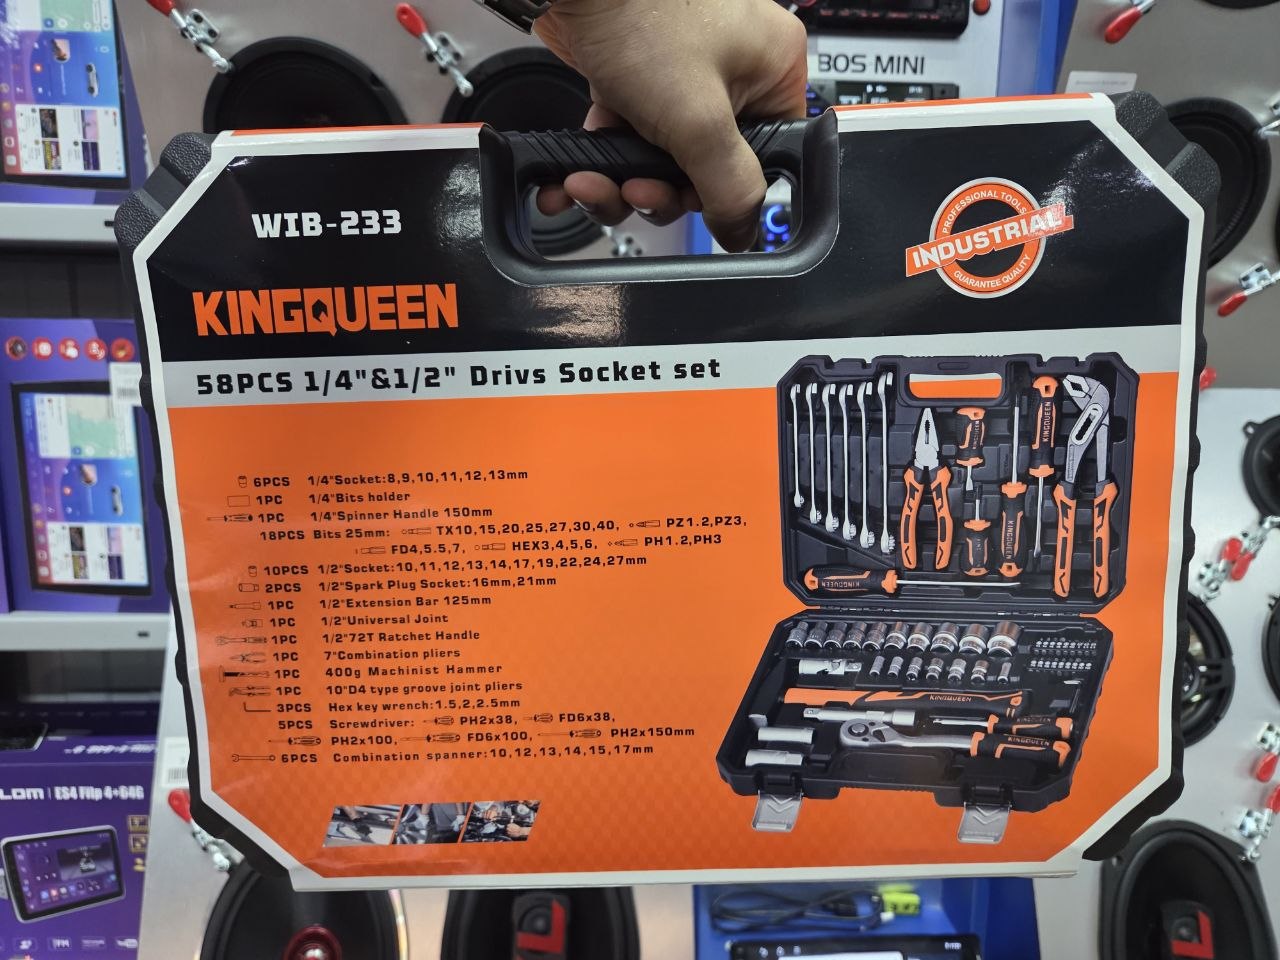 BOS-MINI
WIB-233
PROFESSIONAL TOOLS
INDUSTRIAL
GUARANTEE QUALITY
KINGQUEEN
58PCS 1/4"&1/2" Drivs Socket set
6PCS 1/4"Socket:8,9,10,11,12,13mm
1PC 1/4"Bits holder
1PC 1/4"Spinner Handle 150mm
18PCS Bits 25mm: TX10,15,20,25,27,30,40, PZ1.2,PZ3,
FD4,5.5,7, HEX3,4,5,6, PH1.2,PH3
10PCS 1/2"Socket:10,11,12,13,14,17,19,22,24,27mm
2PCS 1/2"Spark Plug Socket:16mm,21mm
1PC 1/2"Extension Bar 125mm
1PC 1/2"Universal Joint
1PC 1/2"72T Ratchet Handle
1PC 7"Combination pliers
1PC 400g Machinist Hammer
1PC 10"D4 type groove joint pliers
3PCS Hex key wrench:1.5,2,2.5mm
5PCS Screwdriver: PH2x38, FD6x38,
PH2x100, FD6x100, PH2x150mm
6PCS Combination spanner:10,12,13,14,15,17mm
KINGQUEEN
KINGQUEEN
KINGQUEEN
KINGQUEEN
KINGQUEEN
ES4 Flip 4+64G